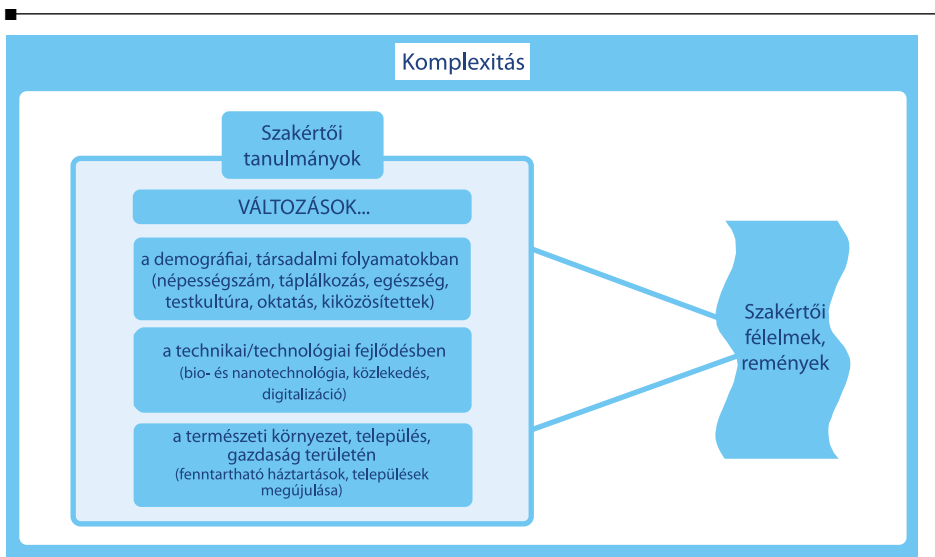 Komplexitás
Szakértői
tanulmányok
VÁLTOZÁSOK...
a demográfiai, társadalmi folyamatokban
(népességszám, táplálkozás, egészség,
testkultúra, oktatás, kiközösítettek)
a technikai/technológiai fejlődésben
(bio- és nanotechnológia, közlekedés,
digitalizáció)
a természeti környezet, település,
gazdaság területén
(fenntartható háztartások, települések
megújulása)
Szakértői
félelmek,
remények